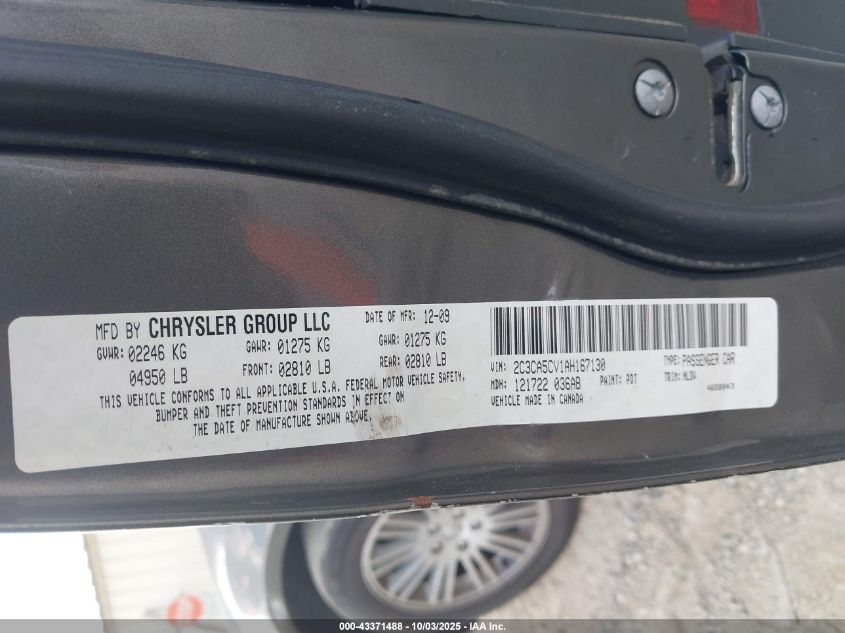 MFD BY CHRYSLER GROUP LLC
DATE OF MFR: 12-09
GVWR: 02246 KG
GAWR: 01275 KG
GAWR: 01275 KG
04950 LB
FRONT: 02810 LB
REAR: 02810 LB
THIS VEHICLE CONFORMS TO ALL APPLICABLE U.S.A. FEDERAL MOTOR VEHICLE SAFETY,
BUMPER AND THEFT PREVENTION STANDARDS IN EFFECT ON
THE DATE OF MANUFACTURE SHOWN ABOVE.
VIN: 2C3CA5CV1AH167130
TYPE: PASSENGER CAR
MDH: 121722 036AB
PAINT: PDT
TRIM: MLDV
VEHICLE MADE IN CANADA
000-43371488 - 10/03/2025 - IAA Inc.